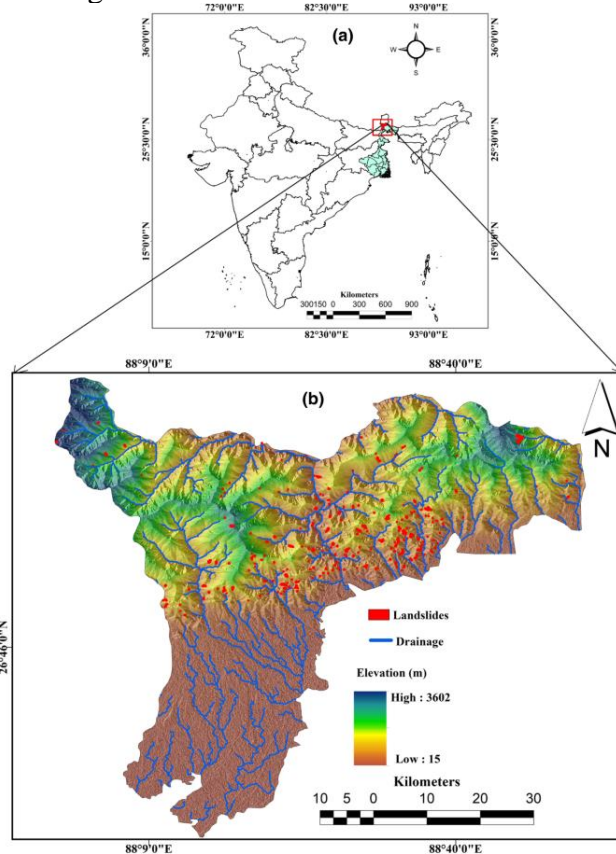 72°0'0"E 82°30'0"E 93°0'0"E
(a)
N
W E
S
36°0'0"N
25°30'0"N
15°0'0"N
36°0'0"N
25°30'0"N
15°0'0"N
Kilometers
300150 0 300 600 900
72°0'0"E 82°30'0"E 93°0'0"E
88°9'0"E 88°40'0"E
(b)
N
26°46'0"N
Landslides
Drainage
Elevation (m)
High : 3602
Low : 15
Kilometers
10 5 0 10 20 30
88°9'0"E 88°40'0"E